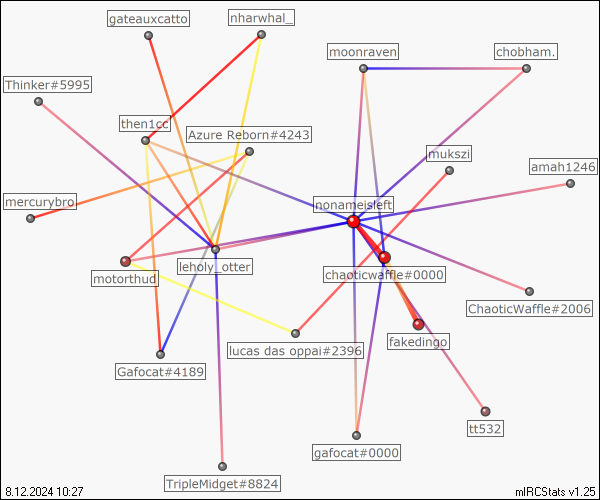 gateauxcatto
nharwhal_
moonraven
chobham.
Thinker#5995
then1cc
Azure Reborn#4243
mukszi
amah1246
mercurybro
nonameisleft
motorthud
leholy_otter
chaoticwaffle#0000
ChaoticWaffle#2006
fakedingo
lucas das oppai#2396
Gafocat#4189
tt532
gafocat#0000
TripleMidget#8824
8.12.2024 10:27
mIRCStats v1.25